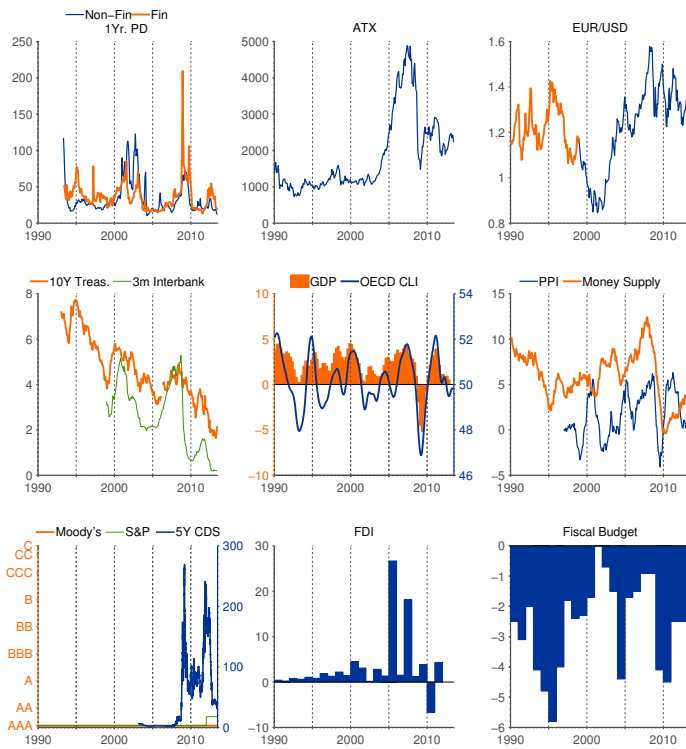 Non−Fin Fin
1Yr. PD
250
200
150
100
50
0
1990 2000 2010
ATX
5000
4000
3000
2000
1000
0
1990 2000 2010
EUR/USD
1.6
1.4
1.2
1
0.8
1990 2000 2010
10Y Treas. 3m Interbank
8
6
4
2
0
1990 2000 2010
GDP OECD CLI
10
5
0
−5
−10
54
52
50
48
46
1990 2000 2010
PPI Money Supply
15
10
5
0
−5
1990 2000 2010
Moody's S&P 5Y CDS
C
CC
CCC
B
BB
BBB
A
AA
AAA
300
200
100
0
1990 2000 2010
FDI
30
20
10
0
−10
1990 2000 2010
Fiscal Budget
0
−1
−2
−3
−4
−5
−6
1990 2000 2010